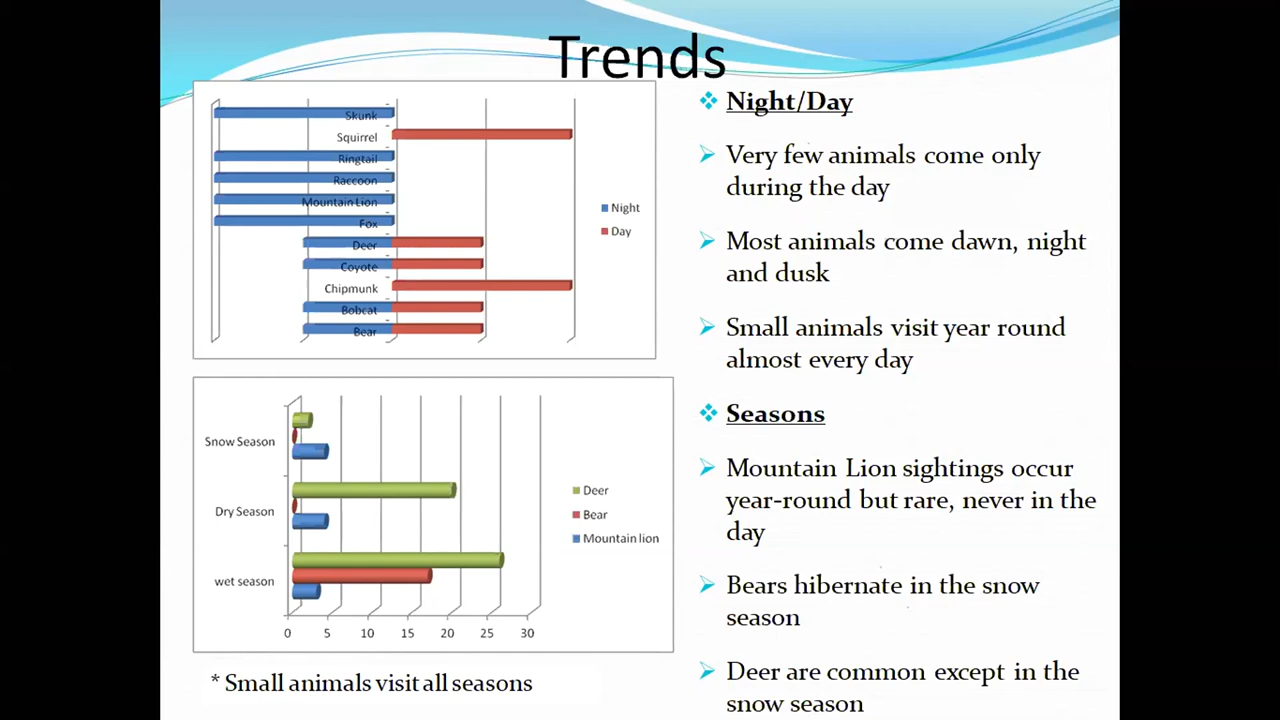 Trends
Skunk
Squirrel
Ringtail
Raccoon
Mountain Lion
Fox
Deer
Coyote
Chipmunk
Bobcat
Bear
Night
Day
Snow Season
Dry Season
wet season
0 5 10 15 20 25 30
Deer
Bear
Mountain lion
* Small animals visit all seasons
Night/Day
Very few animals come only
during the day
Most animals come dawn, night
and dusk
Small animals visit year round
almost every day
Seasons
Mountain Lion sightings occur
year-round but rare, never in the
day
Bears hibernate in the snow
season
Deer are common except in the
snow season